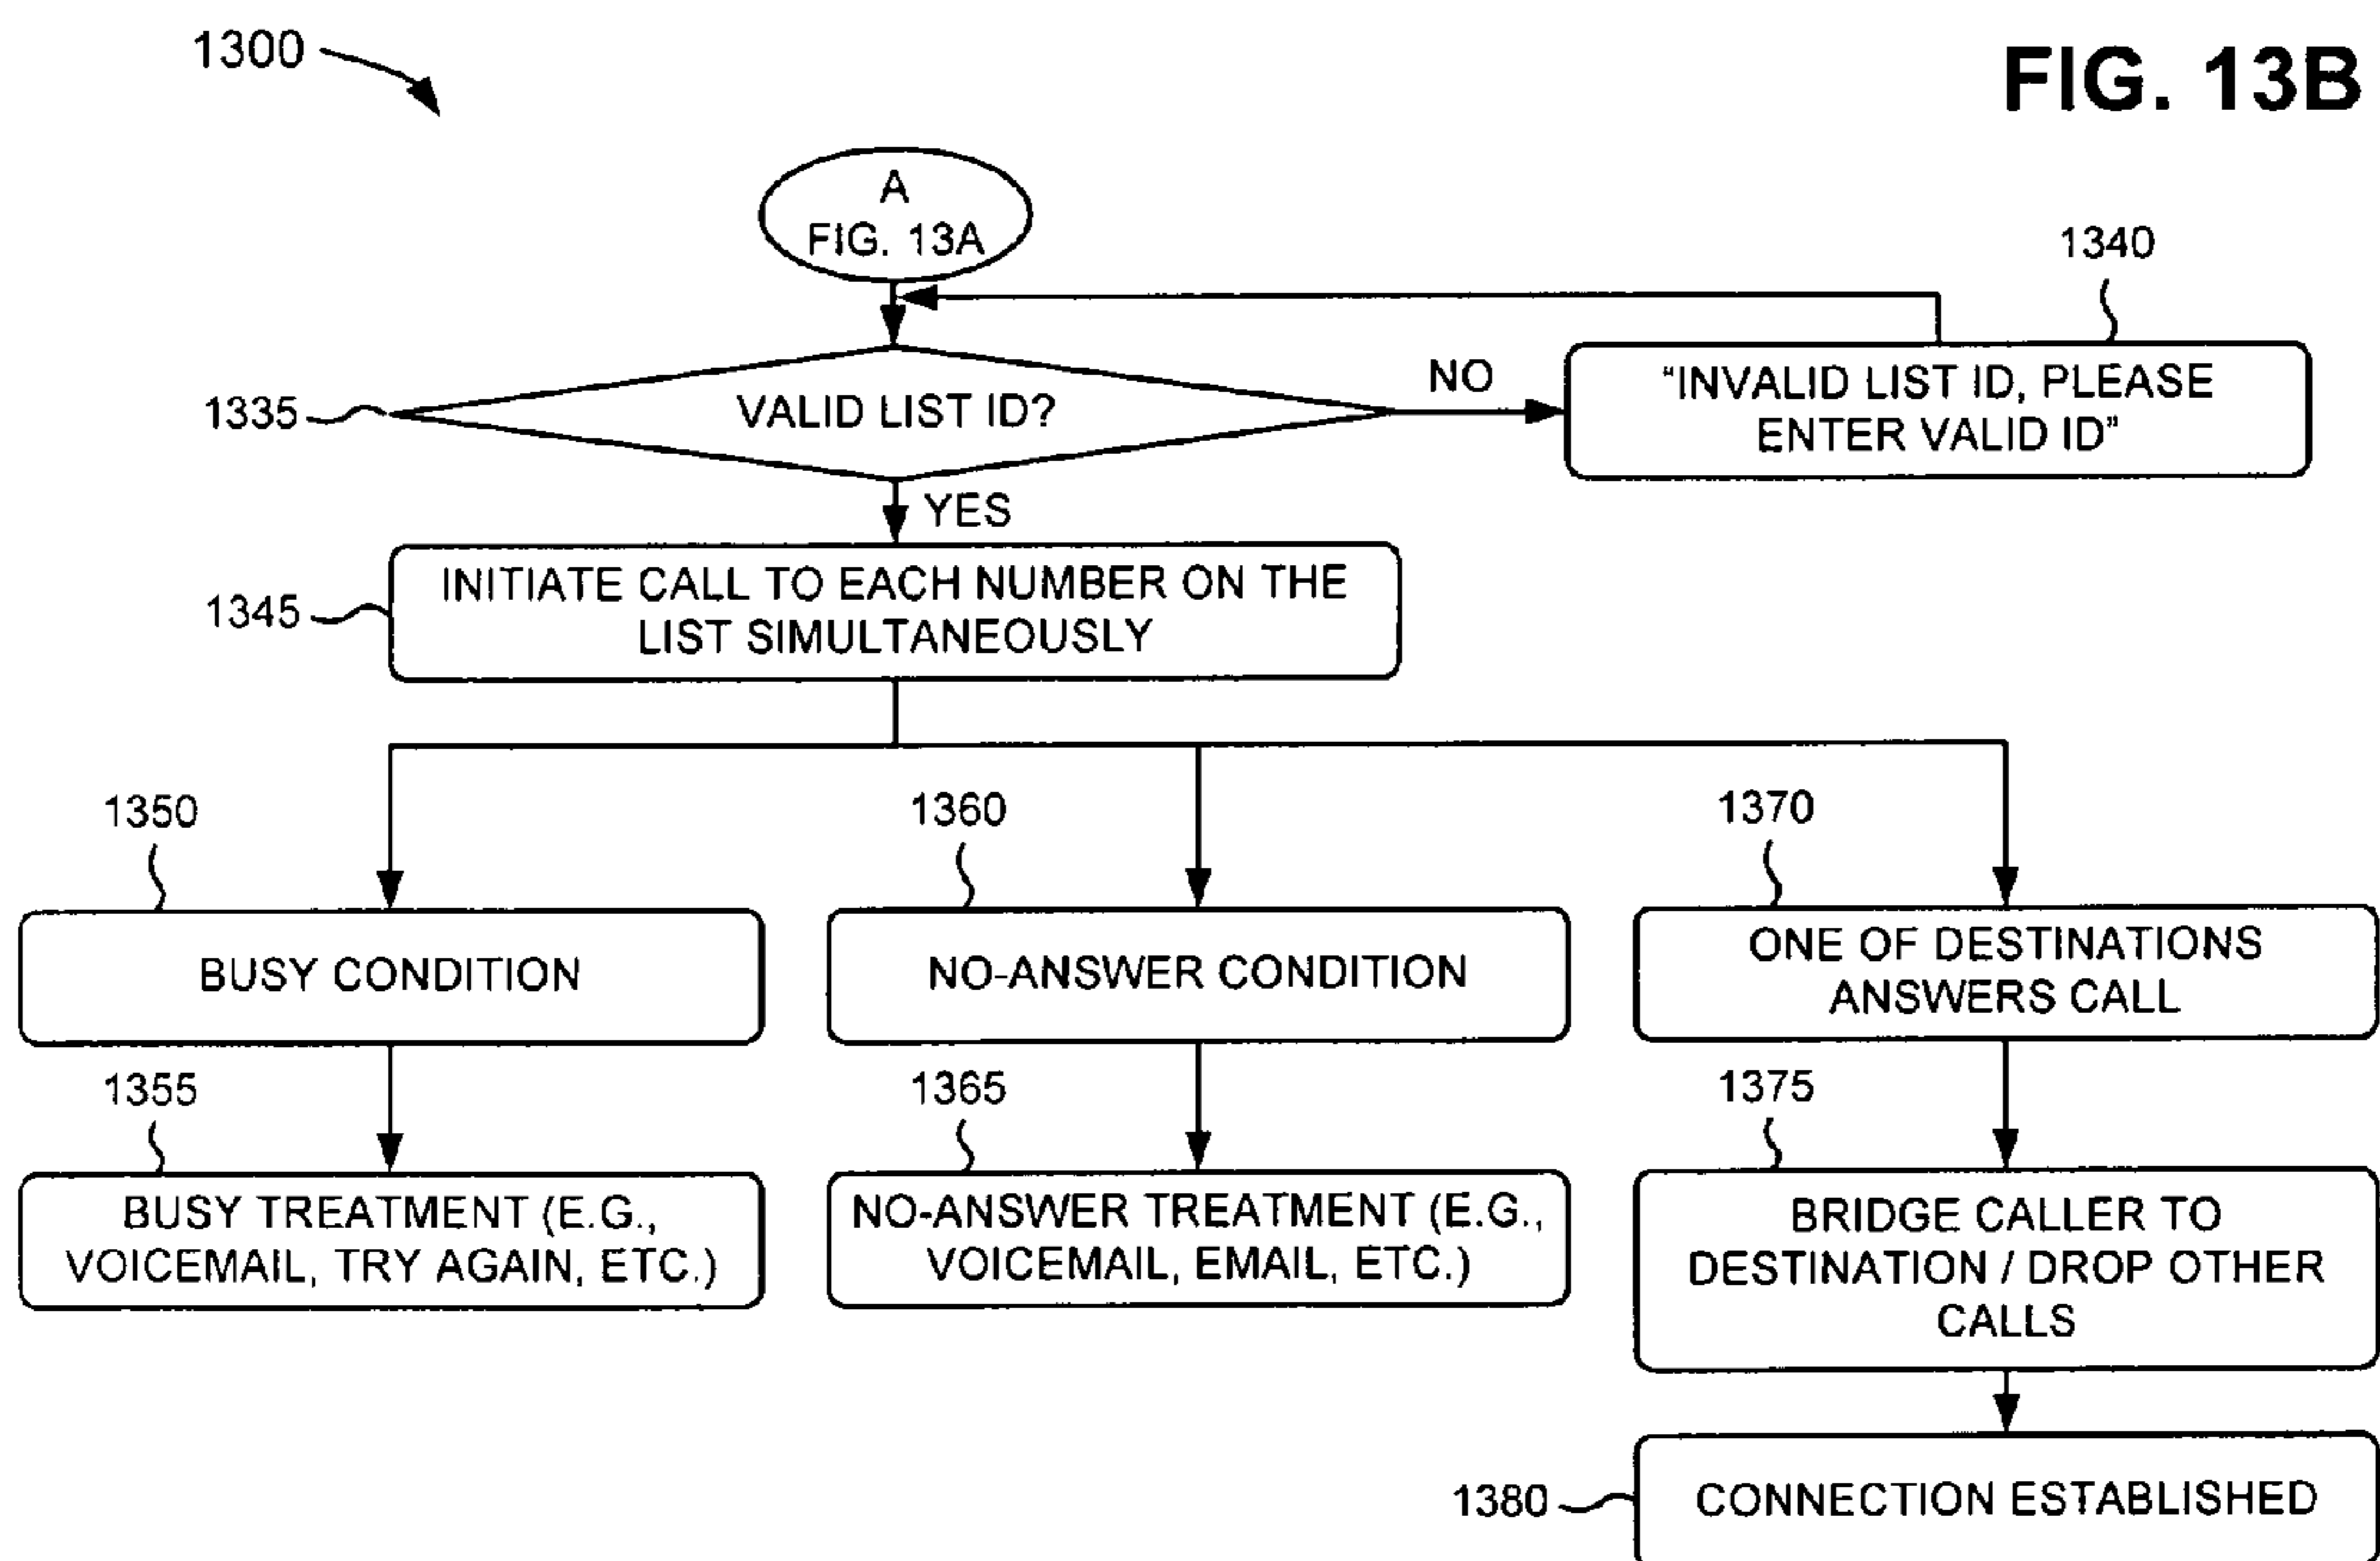 1300
FIG. 13B
A
FIG. 13A
1340
1335
VALID LIST ID?
NO
"INVALID LIST ID, PLEASE
ENTER VALID ID"
YES
1345
INITIATE CALL TO EACH NUMBER ON THE
LIST SIMULTANEOUSLY
1350
1360
1370
BUSY CONDITION
NO-ANSWER CONDITION
ONE OF DESTINATIONS
ANSWERS CALL
1355
1365
1375
BUSY TREATMENT (E.G.,
VOICEMAIL, TRY AGAIN, ETC.)
NO-ANSWER TREATMENT (E.G.,
VOICEMAIL, EMAIL, ETC.)
BRIDGE CALLER TO
DESTINATION / DROP OTHER
CALLS
1380
CONNECTION ESTABLISHED